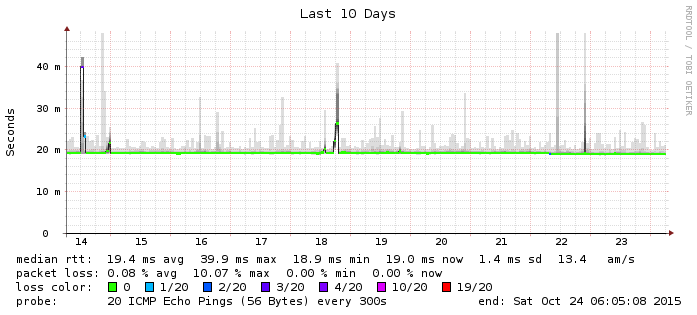 Last 10 Days
RRDTOOL / TOBI OETIKER
Seconds
40 m
30 m
20 m
10 m
0
14 15 16 17 18 19 20 21 22 23
median rtt: 19.4 ms avg 39.9 ms max 18.9 ms min 19.0 ms now 1.4 ms sd 13.4 am/s
packet loss: 0.08 % avg 10.07 % max 0.00 % min 0.00 % now
loss color: 0 1/20 2/20 3/20 4/20 10/20 19/20
probe: 20 ICMP Echo Pings (56 Bytes) every 300s end: Sat Oct 24 06:05:08 2015